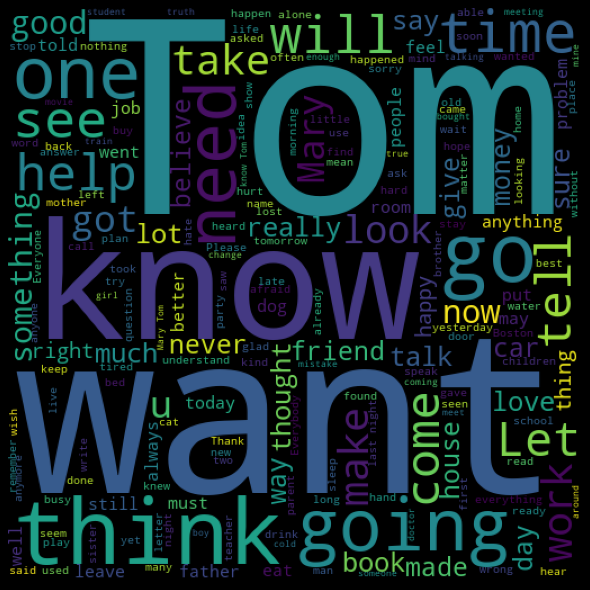 good
told
stop
student
truth
nothing
happen
life
asked
alone
often
enough
happened
will
say
feel
able
soon
mind
sorry
meeting
talking
wanted
mine
time
Tom
one
take
see
job
movie
buy
word
back
answer
train
went
need
believe
Mary
little
use
find
mean
people
idea
show
know Tom
morning
true
old
bought
wait
hope
matter
ask
hard
came
home
looking
problem
place
without
sure
money
give
help
mother
left
hurt
name
lost
room
stay
got
lot
really
look
anything
something
Everyone
hate
call
plan
heard
Please
tomorrow
change
know
go
tell
took
try
girl
anyone
question
Mary Tom
better
party
saw
late
dog
afraid
already
happy
brother
now
yesterday
put
may
water
Boston
best
car
door
children
thing
right
much
never
glad
kind
friend
talk
understand
mistake
speak
coming
gave
meet
seen
love
school
want
keep
tired
bed
live
cat
u
today
thought
Everybody
found
last night
make
come
house
Let
read
work
wish
remember
anymore
done
write
always
Thank
new
two
knew
way
parent
sleep
long
hand
first
everything
day
ready
around
busy
still
must
think
going
well
seem
play
yet
sister
letter
night
boy
teacher
drink
cold
book
made
doctor
wrong
hear
said
used
leave
many
father
eat
man
someone